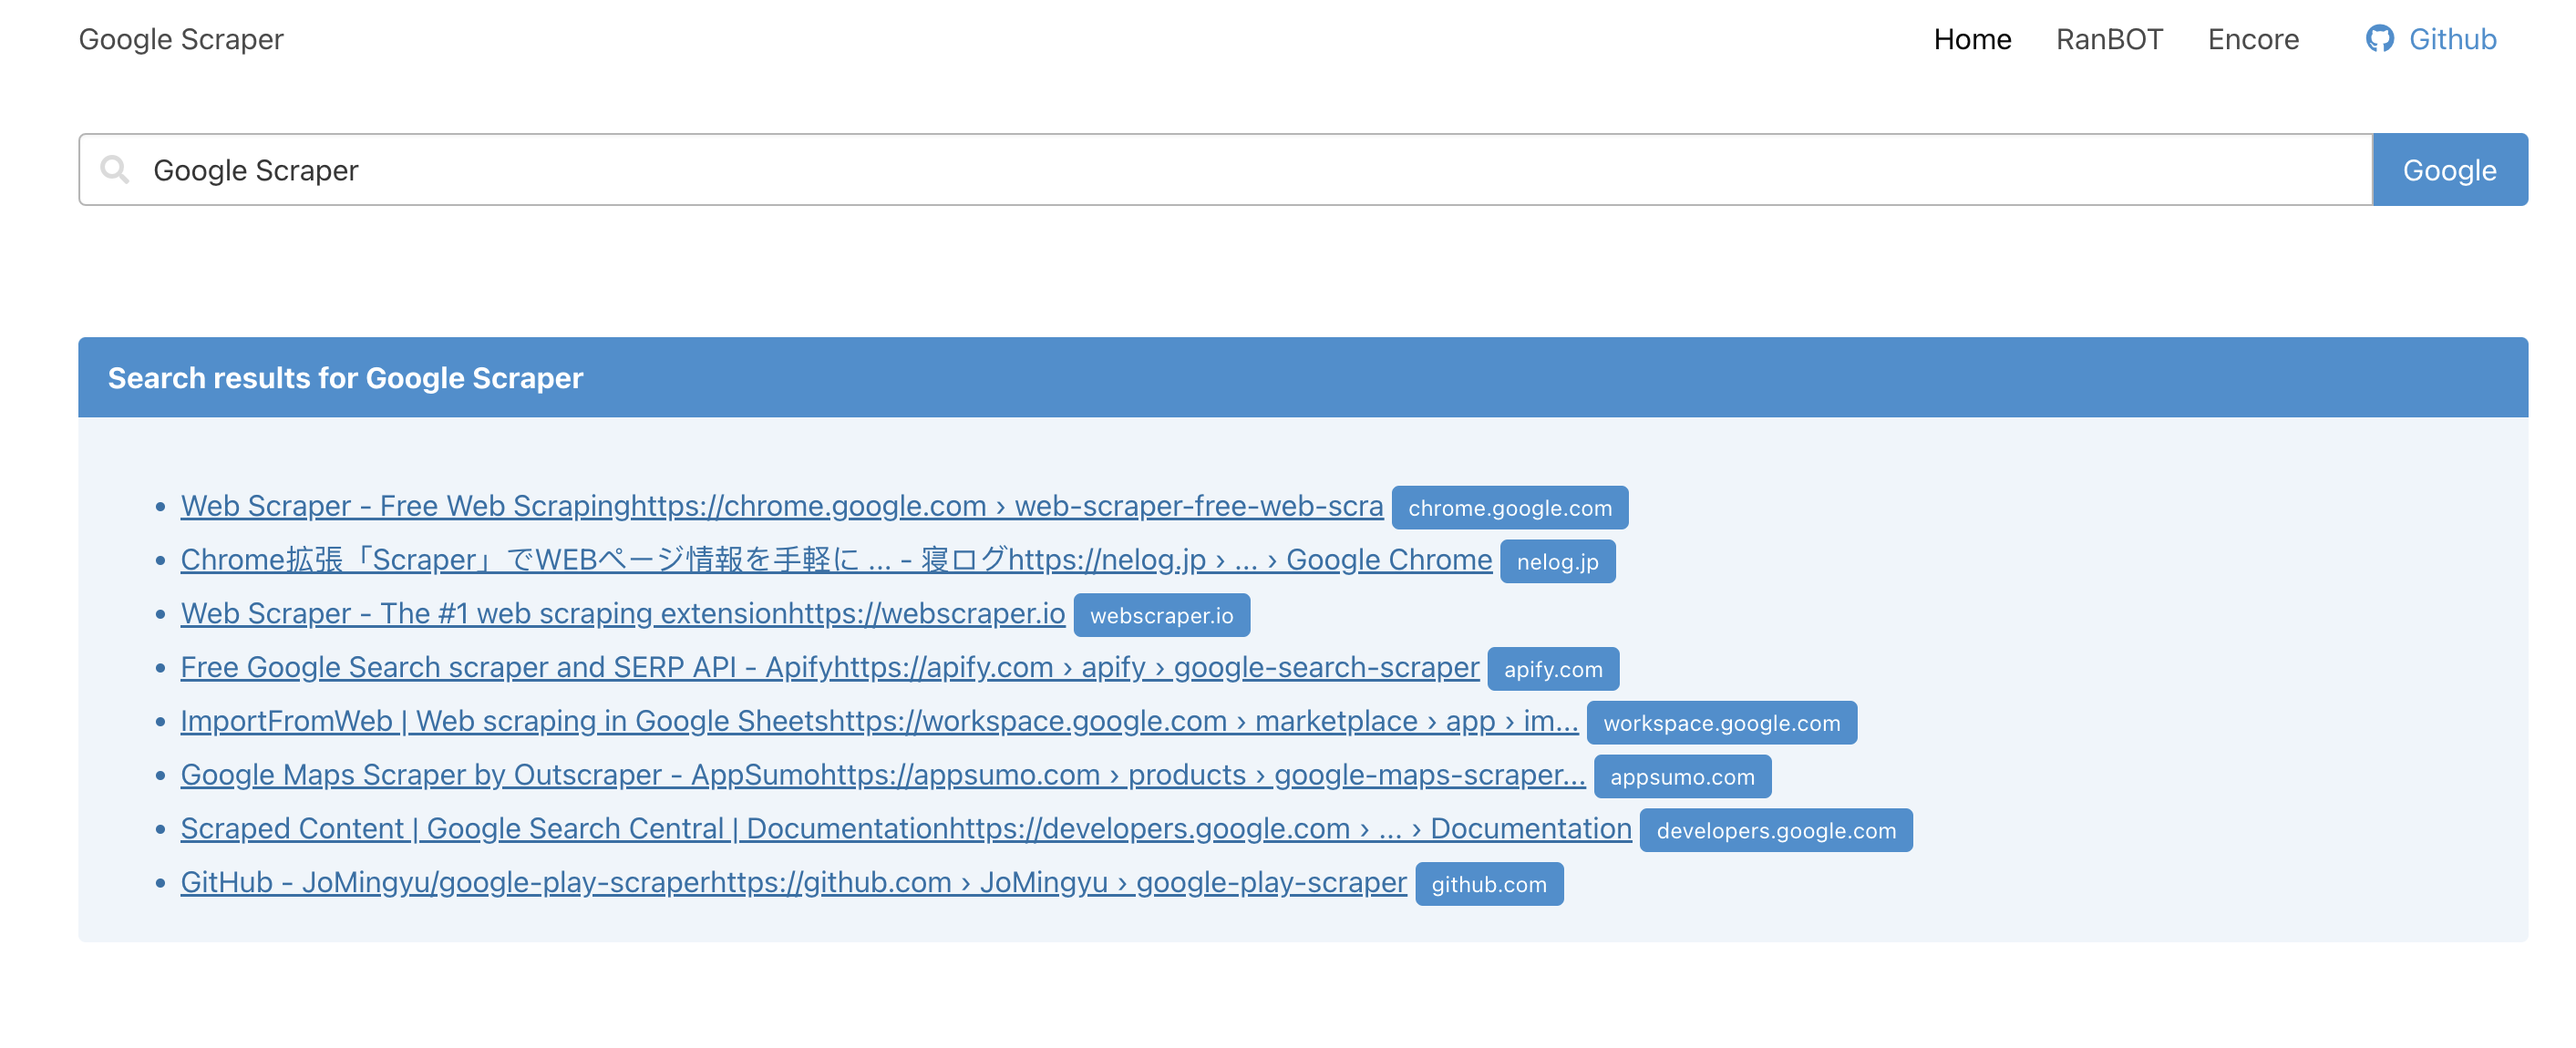 Google Scraper
Home RanBOT Encore Github
Google Scraper Google
Search results for Google Scraper
Web Scraper - Free Web Scrapinghttps://chrome.google.com › web-scraper-free-web-scra chrome.google.com
Chrome拡張「Scraper」でWEBページ情報を手軽に ... - 寝ログhttps://nelog.jp › ... › Google Chrome nelog.jp
Web Scraper - The #1 web scraping extensionhttps://webscraper.io webscraper.io
Free Google Search scraper and SERP API - Apifyhttps://apify.com › apify › google-search-scraper apify.com
ImportFromWeb | Web scraping in Google Sheetshttps://workspace.google.com › marketplace › app › im... workspace.google.com
Google Maps Scraper by Outscraper - AppSumohttps://appsumo.com › products › google-maps-scraper... appsumo.com
Scraped Content | Google Search Central | Documentationhttps://developers.google.com › ... › Documentation developers.google.com
GitHub - JoMingyu/google-play-scraperhttps://github.com › JoMingyu › google-play-scraper github.com